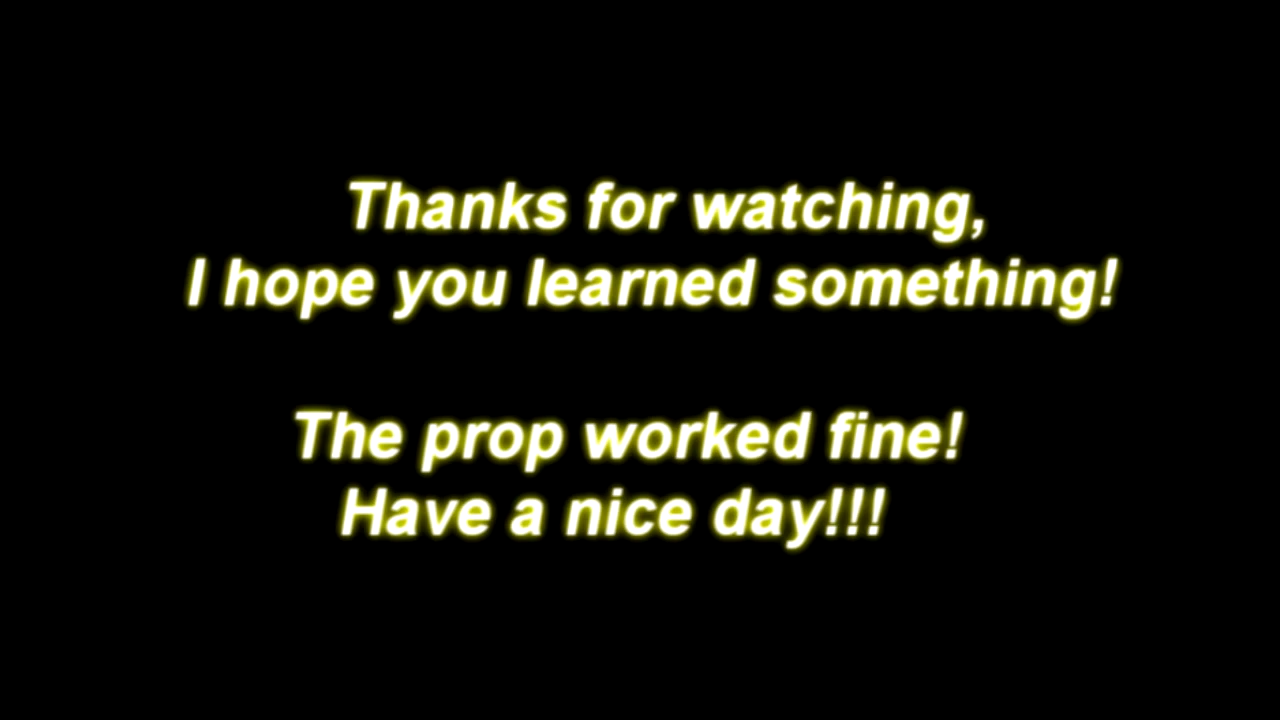 Thanks for watching,
I hope you learned something!
The prop worked fine!
Have a nice day!!!